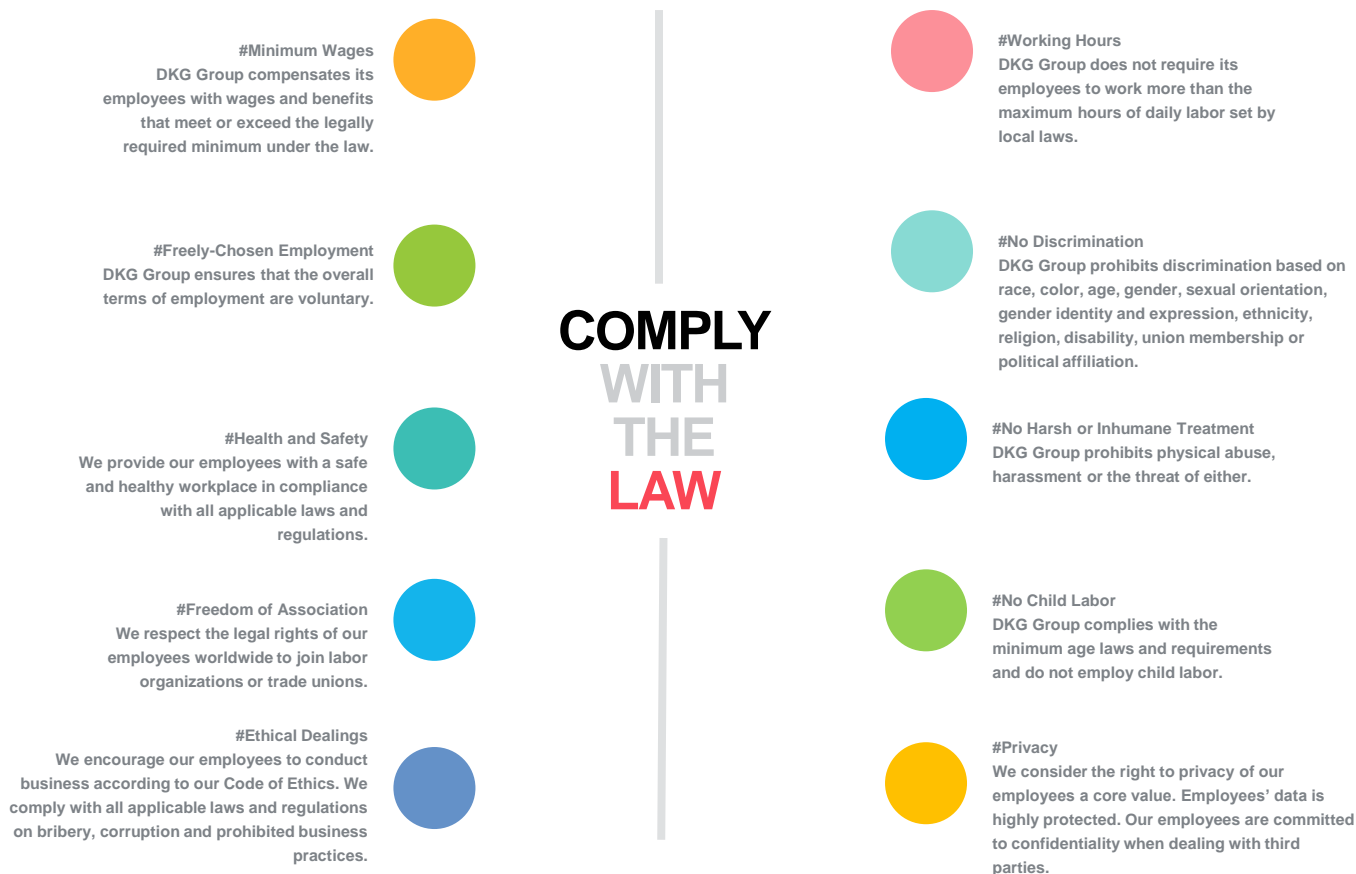 #Minimum Wages
DKG Group compensates its
employees with wages and benefits
that meet or exceed the legally
required minimum under the law.
#Freely-Chosen Employment
DKG Group ensures that the overall
terms of employment are voluntary.
#Health and Safety
We provide our employees with a safe
and healthy workplace in compliance
with all applicable laws and
regulations.
#Freedom of Association
We respect the legal rights of our
employees worldwide to join labor
organizations or trade unions.
#Ethical Dealings
We encourage our employees to conduct
business according to our Code of Ethics. We
comply with all applicable laws and regulations
on bribery, corruption and prohibited business
practices.
COMPLY
WITH
THE
LAW
#Working Hours
DKG Group does not require its
employees to work more than the
maximum hours of daily labor set by
local laws.
#No Discrimination
DKG Group prohibits discrimination based on
race, color, age, gender, sexual orientation,
gender identity and expression, ethnicity,
religion, disability, union membership or
political affiliation.
#No Harsh or Inhumane Treatment
DKG Group prohibits physical abuse,
harassment or the threat of either.
#No Child Labor
DKG Group complies with the
minimum age laws and requirements
and do not employ child labor.
#Privacy
We consider the right to privacy of our
employees a core value. Employees’ data is
highly protected. Our employees are committed
to confidentiality when dealing with third
parties.